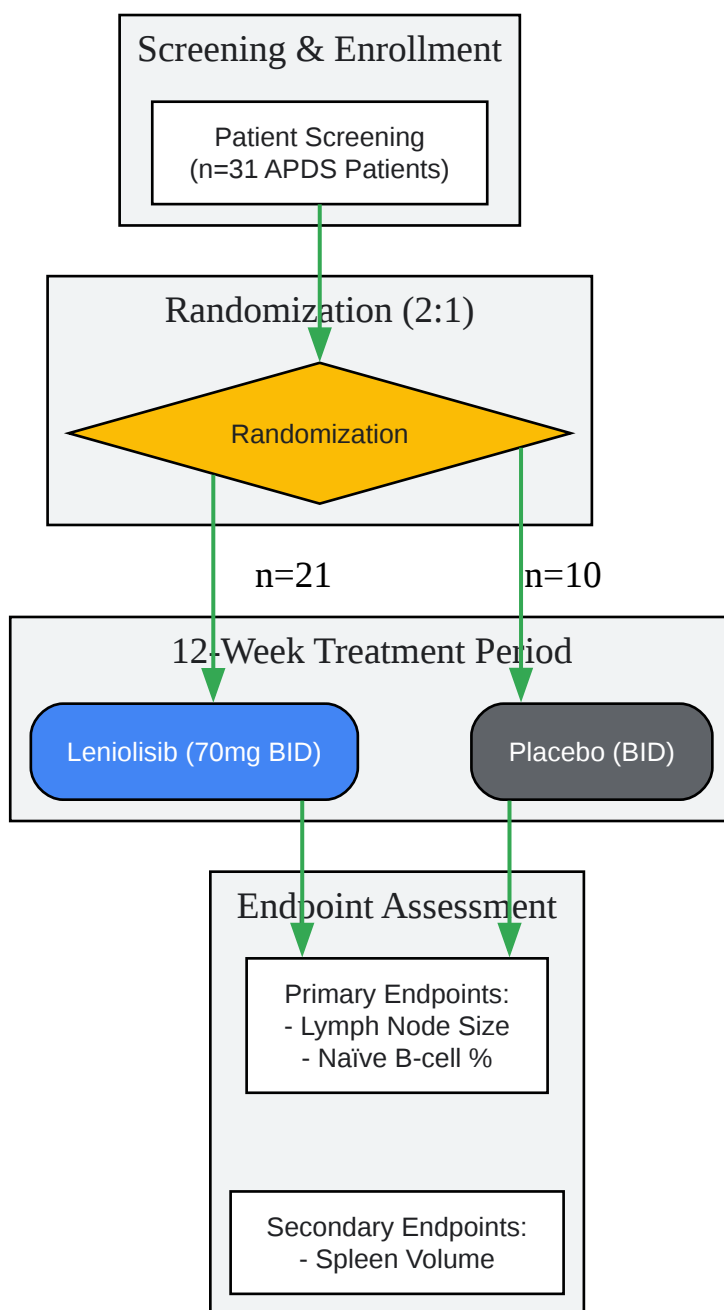 Screening & Enrollment
Patient Screening
(n=31 APDS Patients)
Randomization (2:1)
Randomization
n=21
n=10
12-Week Treatment Period
Leniolisib (70mg BID)
Placebo (BID)
Endpoint Assessment
Primary Endpoints:
- Lymph Node Size
- Naïve B-cell %
Secondary Endpoints:
- Spleen Volume